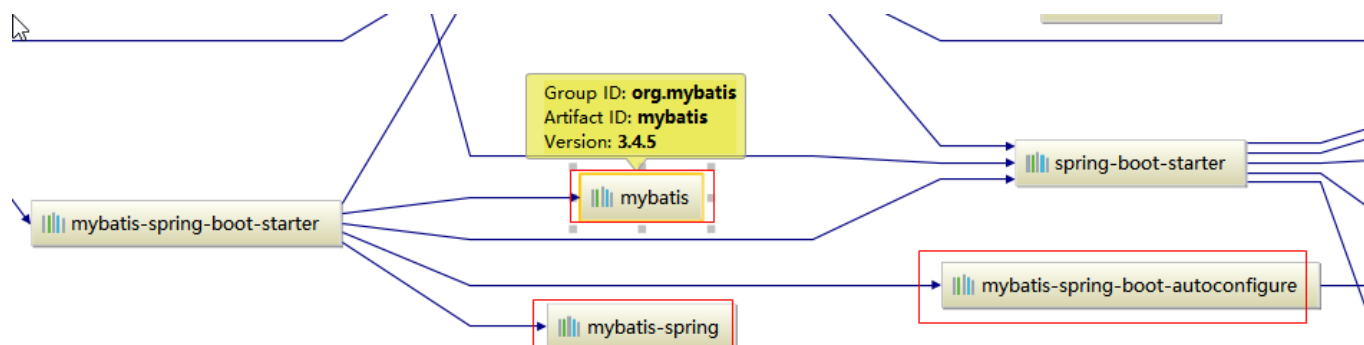 Group ID: org.mybatis
Artifact ID: mybatis
Version: 3.4.5
spring-boot-starter
mybatis
mybatis-spring-boot-starter
mybatis-spring-boot-autoconfigure
mybatis-spring